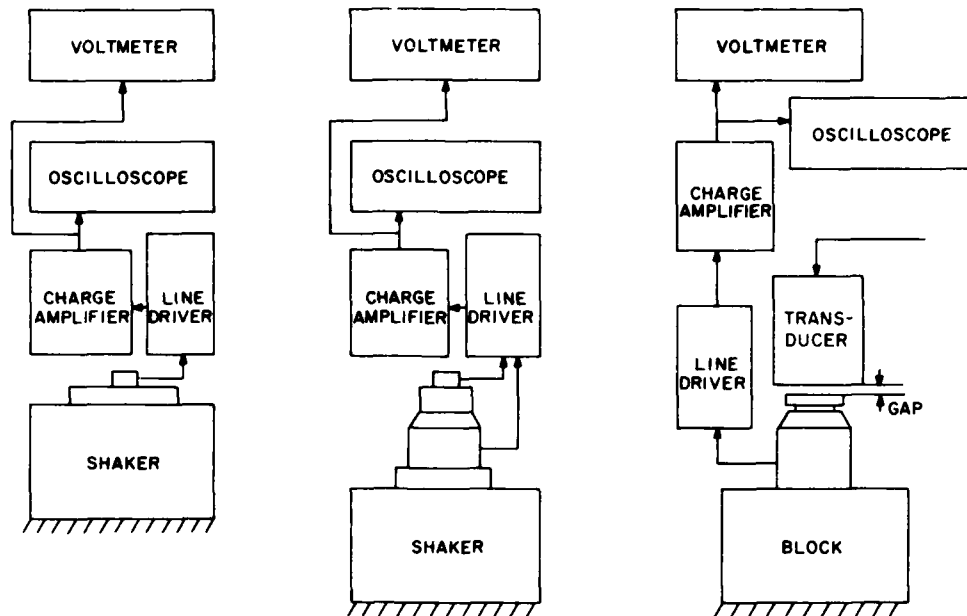 VOLTMETER
OSCILLOSCOPE
CHARGE
AMPLIFIER
LINE
DRIVER
SHAKER
VOLTMETER
OSCILLOSCOPE
CHARGE
AMPLIFIER
LINE
DRIVER
SHAKER
VOLTMETER
OSCILLOSCOPE
CHARGE
AMPLIFIER
TRANS-
DUCER
LINE
DRIVER
GAP
BLOCK